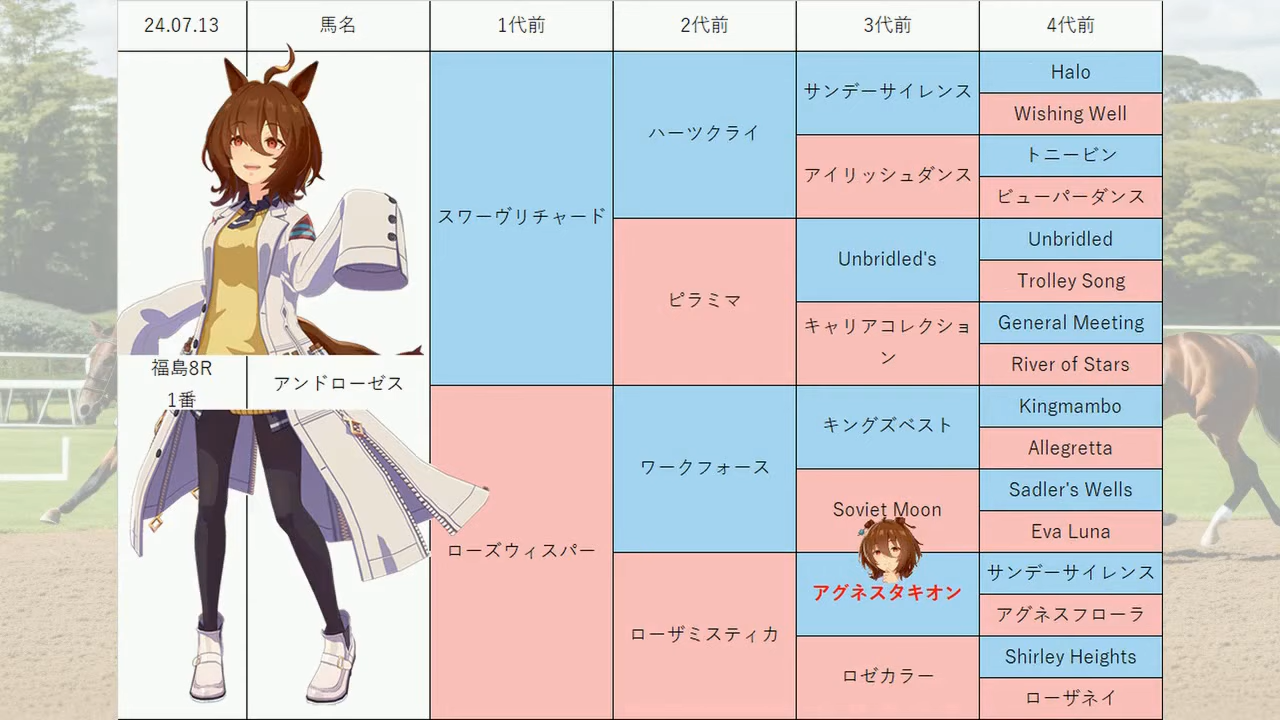 24.07.13
馬名
1代前
2代前
3代前
4代前
福島8R
1番
アンドローゼス
スワーヴリチャード
ローズウィスパー
ハーツクライ
ピラミマ
ワークフォース
ローザミスティカ
サンデーサイレンス
アイリッシュダンス
Unbridled's
キャリアコレクショ
ン
キングズベスト
Soviet Moon
アグネスタキオン
ロゼカラー
Halo
Wishing Well
トニービン
ビューパーダンス
Unbridled
Trolley Song
General Meeting
River of Stars
Kingmambo
Allegretta
Sadler's Wells
Eva Luna
サンデーサイレンス
アグネスフローラ
Shirley Heights
ローザネイ